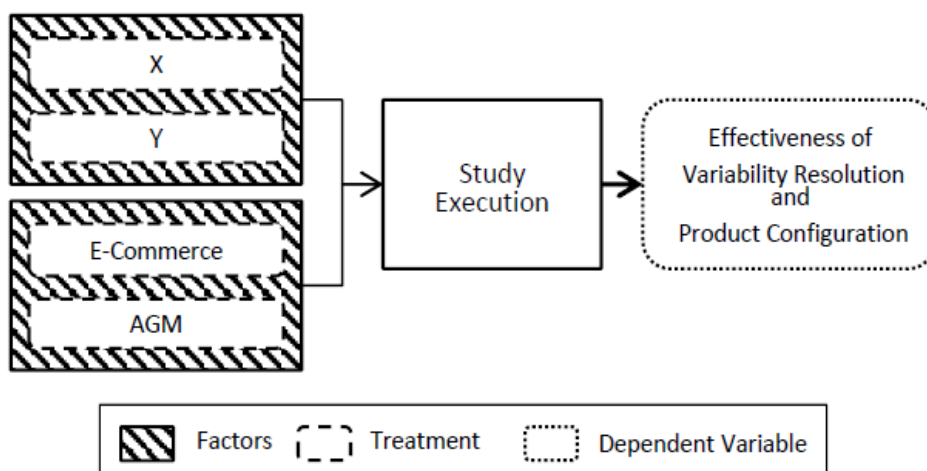 X
Y
E-Commerce
AGM
Study
Execution
Effectiveness of
Variability Resolution
and
Product Configuration
Factors
Treatment
Dependent Variable